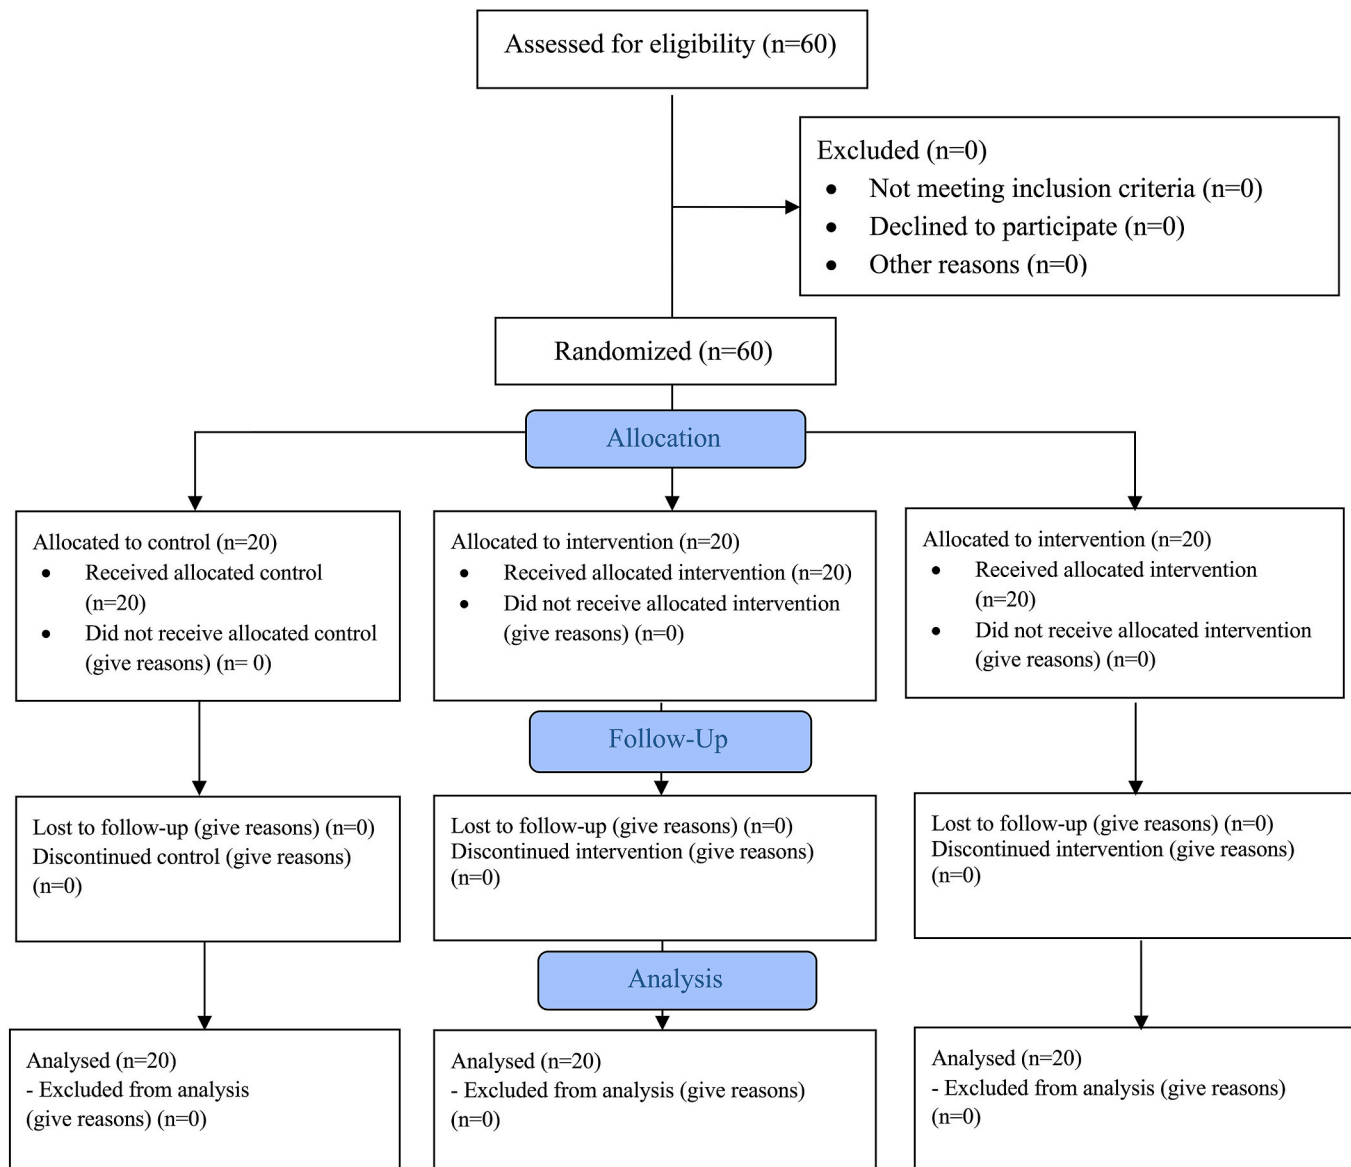 Assessed for eligibility (n=60)
Excluded (n=0)
• Not meeting inclusion criteria (n=0)
• Declined to participate (n=0)
• Other reasons (n=0)
Randomized (n=60)
Allocation
Allocated to control (n=20)
• Received allocated control
(n=20)
• Did not receive allocated control
(give reasons) (n= 0)
Allocated to intervention (n=20)
• Received allocated intervention (n=20)
• Did not receive allocated intervention
(give reasons) (n=0)
Allocated to intervention (n=20)
• Received allocated intervention
(n=20)
• Did not receive allocated intervention
(give reasons) (n=0)
Follow-Up
Lost to follow-up (give reasons) (n=0)
Discontinued control (give reasons)
(n=0)
Lost to follow-up (give reasons) (n=0)
Discontinued intervention (give reasons)
(n=0)
Lost to follow-up (give reasons) (n=0)
Discontinued intervention (give reasons)
(n=0)
Analysis
Analysed (n=20)
- Excluded from analysis
(give reasons) (n=0)
Analysed (n=20)
- Excluded from analysis (give reasons)
(n=0)
Analysed (n=20)
- Excluded from analysis (give reasons)
(n=0)